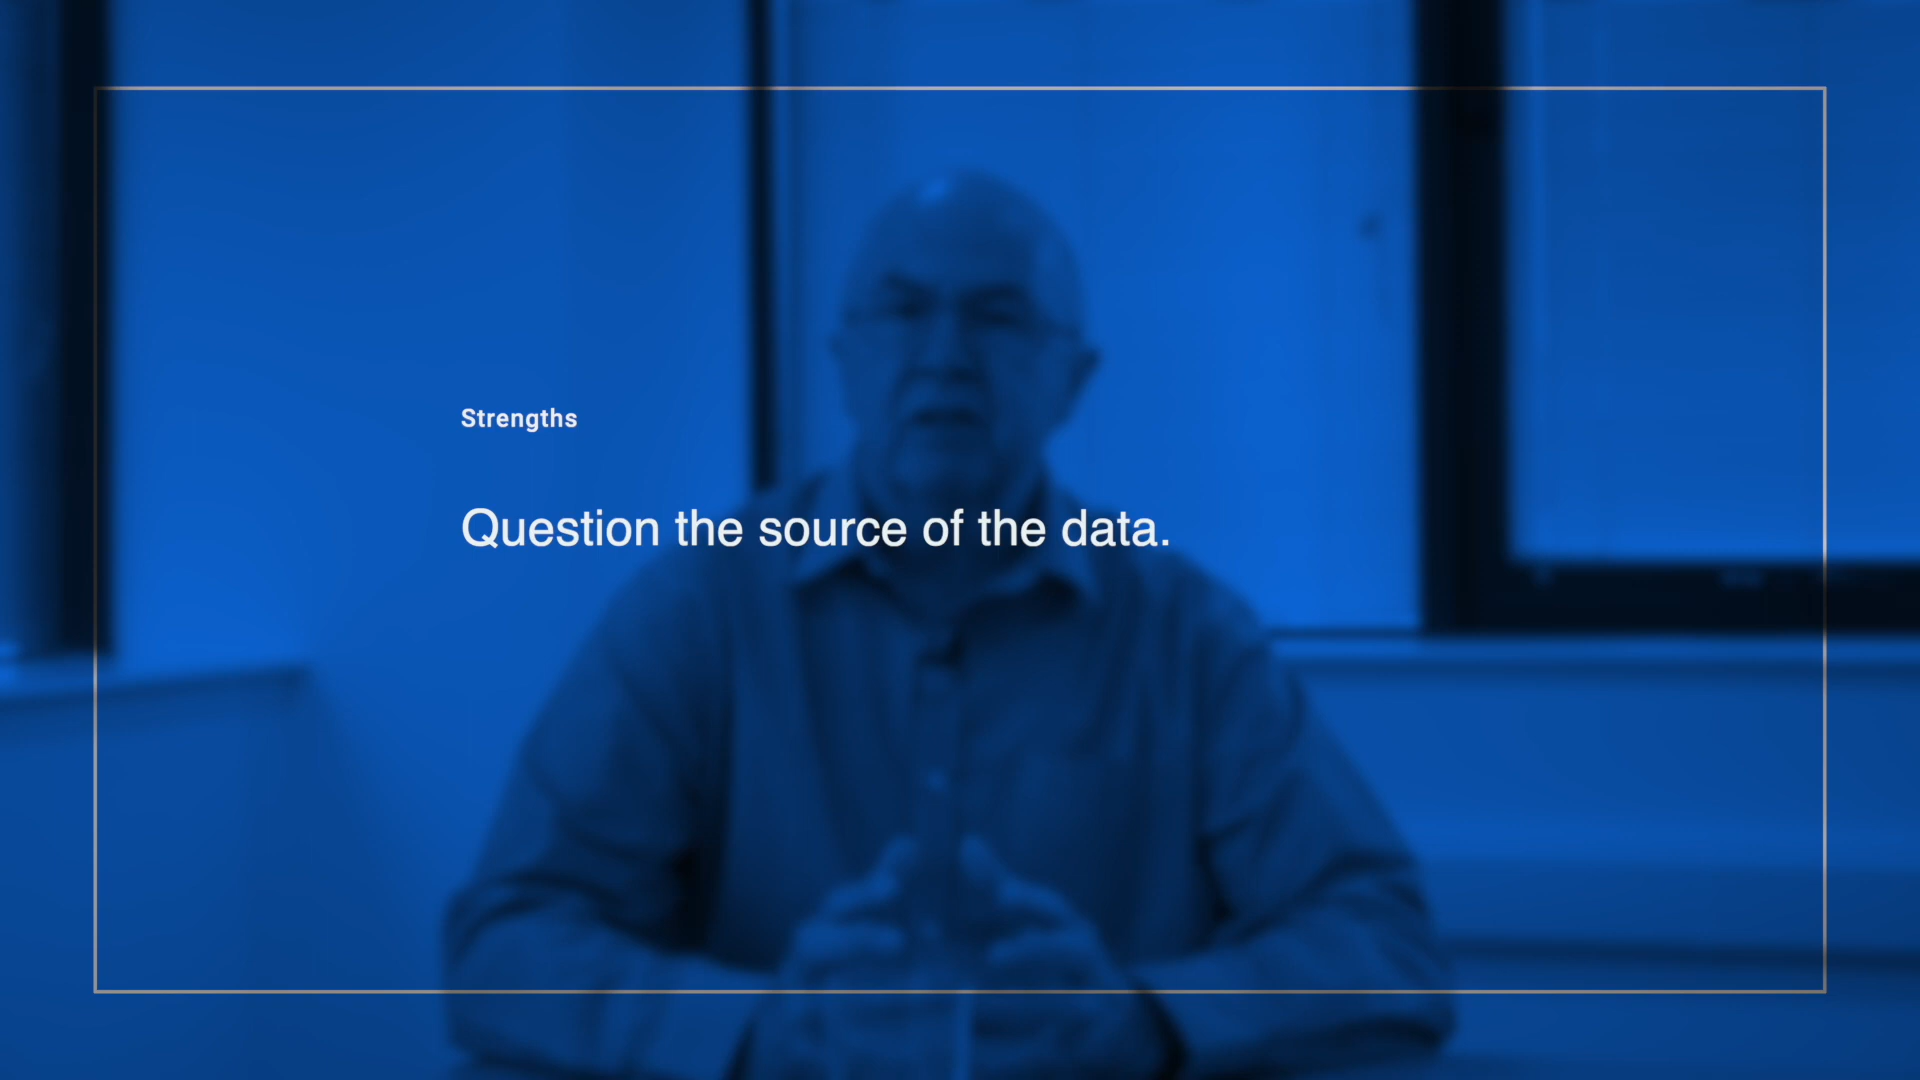 Strengths
Question the source of the data.